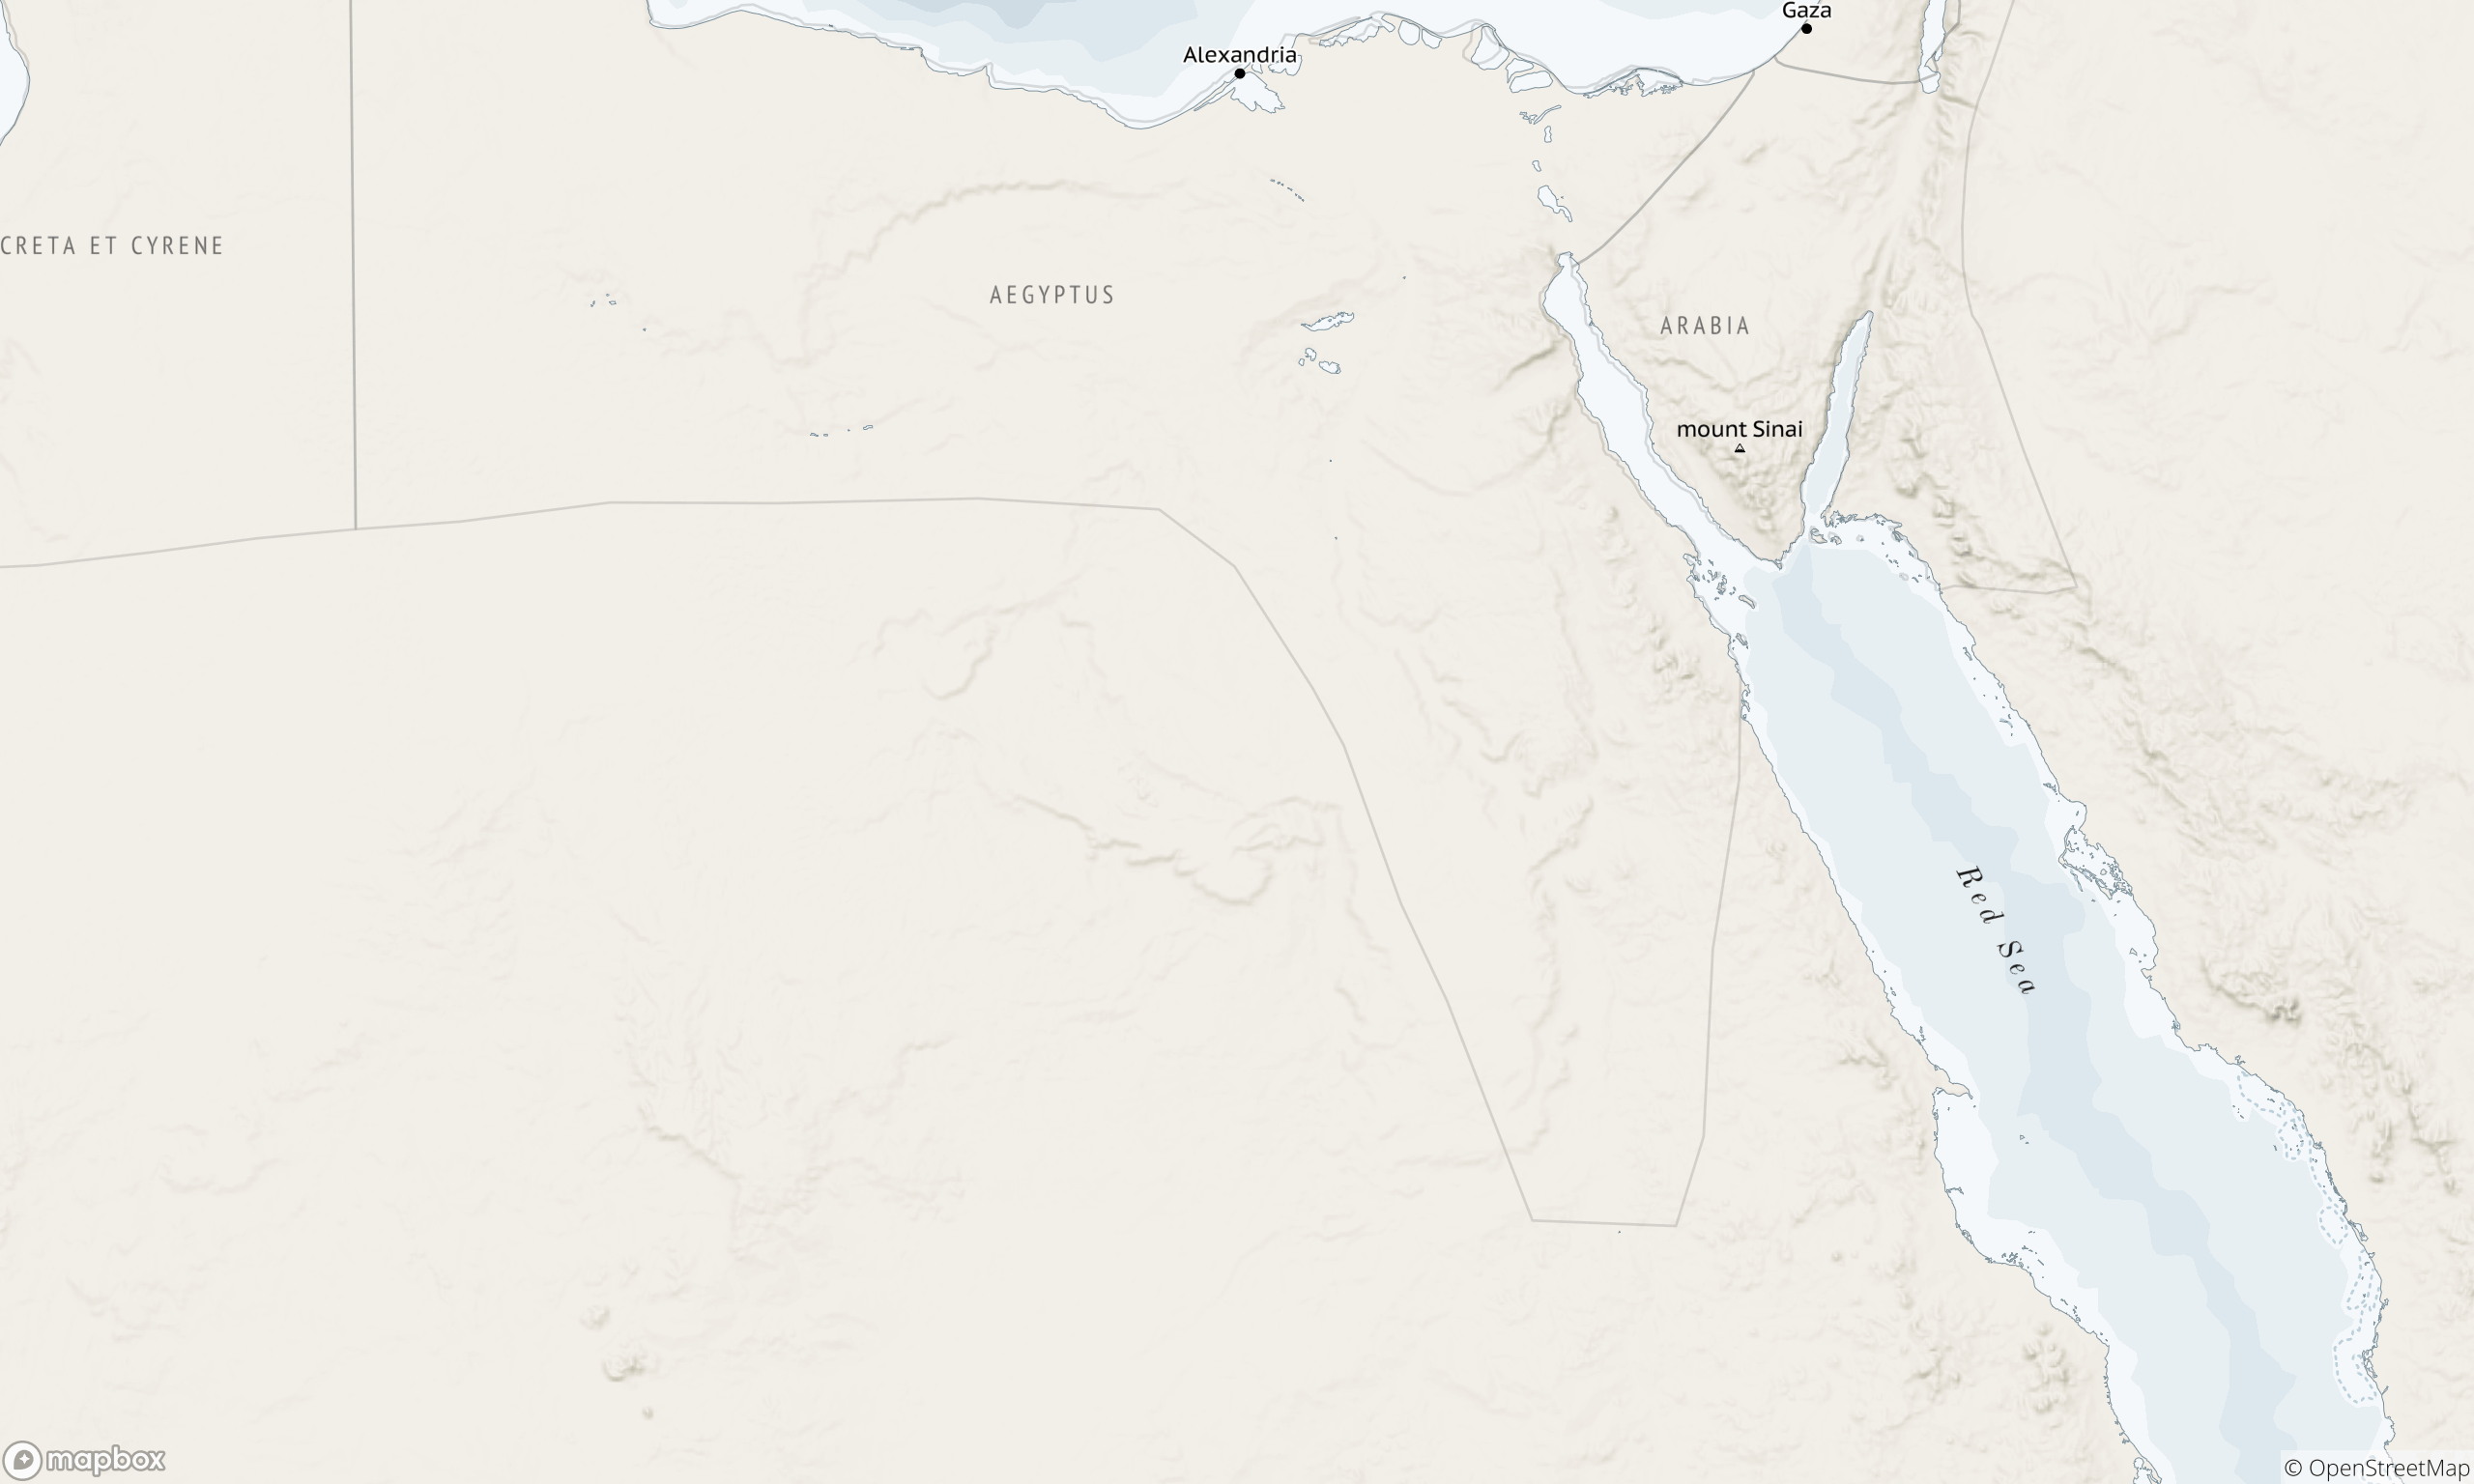 Gaza
Alexandria
CRETA ET CYRENE
AEGYPTUS
ARABIA
mount Sinai
Red Sea
mapbox
© OpenStreetMap